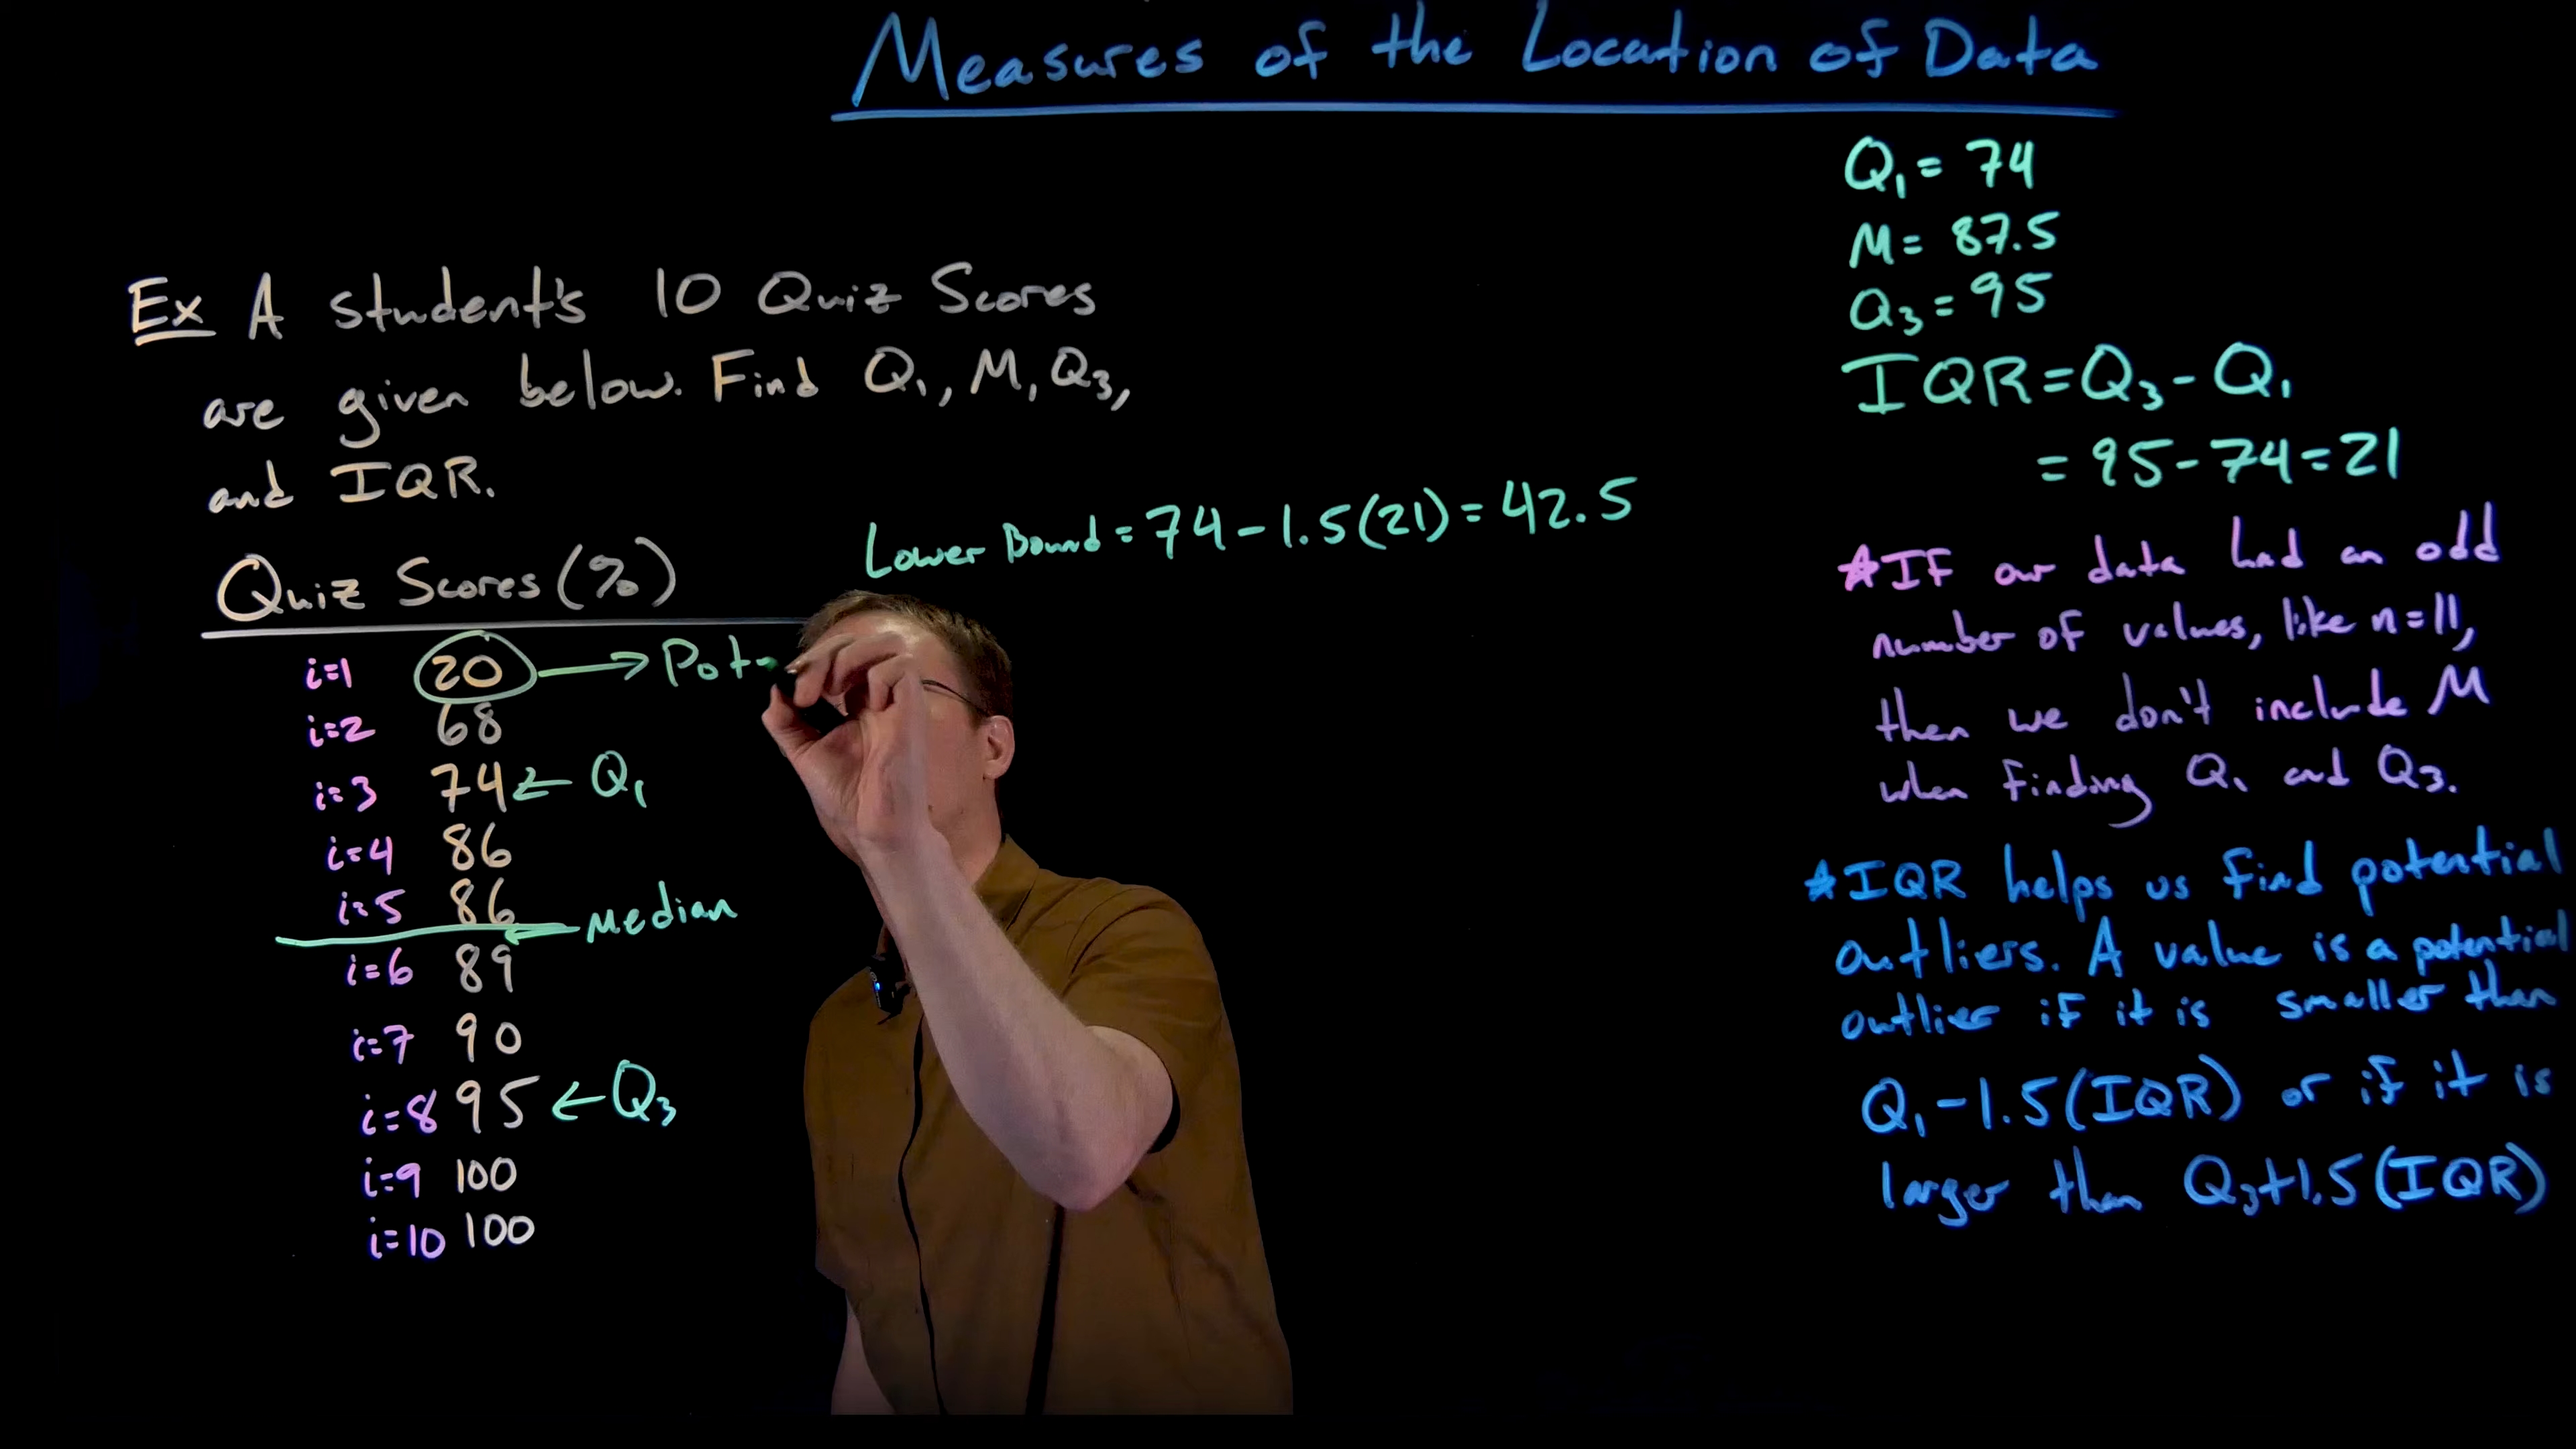 Measures of the Location of Data
Ex A student's 10 Quiz Scores
are given below. Find Q₁, M, Q₃,
and IQR.
Quiz Scores (%)
i=1 20 → Pot
i=2 68
i=3 74 ← Q₁
i=4 86
i=5 86
← Median
i=6 89
i=7 90
i=8 95 ← Q₃
i=9 100
i=10 100
Lower Bound = 74 - 1.5(21) = 42.5
Q₁ = 74
M = 87.5
Q₃ = 95
IQR = Q₃ - Q₁
= 95 - 74 = 21
*If our data had an odd
number of values, like n=11,
then we don't include M
when finding Q₁ and Q₃.
*IQR helps us find potential
outliers. A value is a potential
outlier if it is smaller than
Q₁-1.5(IQR) or if it is
larger than Q₃+1.5(IQR)